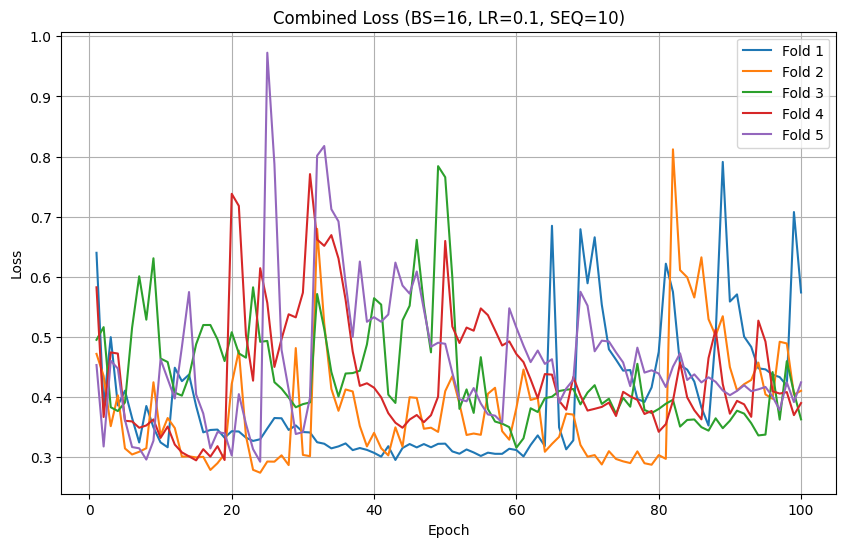 Combined Loss (BS=16, LR=0.1, SEQ=10)
Loss
1.0
0.9
0.8
0.7
0.6
0.5
0.4
0.3
Fold 1
Fold 2
Fold 3
Fold 4
Fold 5
0
20
40
60
80
100
Epoch